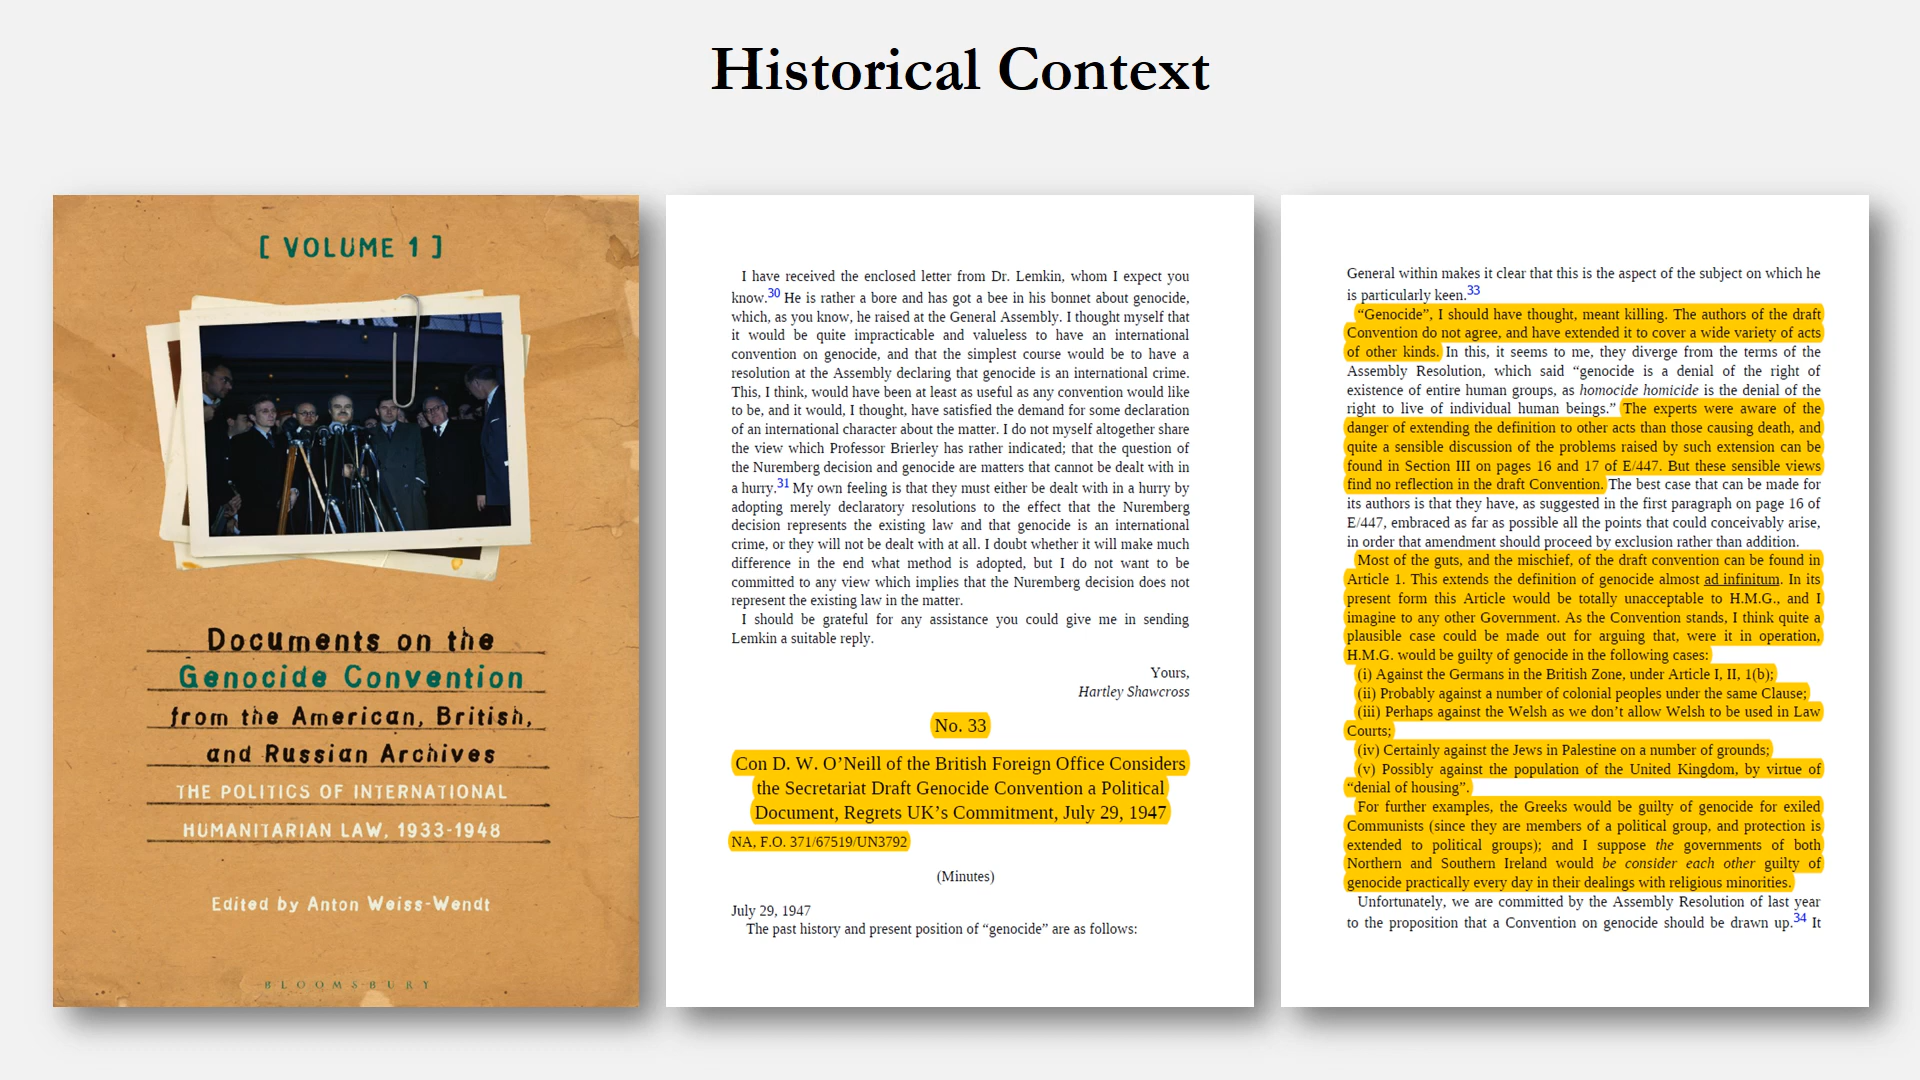 Historical Context
[ VOLUME 1 ]
Documents on the
Genocide Convention
from the American, British,
and Russian Archives
THE POLITICS OF INTERNATIONAL
HUMANITARIAN LAW, 1933-1948
Edited by Anton Weiss-Wendt
BLOOMSBURY
I have received the enclosed letter from Dr. Lemkin, whom I expect you
know.30 He is rather a bore and has got a bee in his bonnet about genocide,
which, as you know, he raised at the General Assembly. I thought myself that
it would be quite impracticable and valueless to have an international
convention on genocide, and that the simplest course would be to have a
resolution at the Assembly declaring that genocide is an international crime.
This, I think, would have been at least as useful as any convention would like
to be, and it would, I thought, have satisfied the demand for some declaration
of an international character about the matter. I do not myself altogether share
the view which Professor Brierley has rather indicated; that the question of
the Nuremberg decision and genocide are matters that cannot be dealt with in
a hurry.31 My own feeling is that they must either be dealt with in a hurry by
adopting merely declaratory resolutions to the effect that the Nuremberg
decision represents the existing law and that genocide is an international
crime, or they will not be dealt with at all. I doubt whether it will make much
difference in the end what method is adopted, but I do not want to be
committed to any view which implies that the Nuremberg decision does not
represent the existing law in the matter.
I should be grateful for any assistance you could give me in sending
Lemkin a suitable reply.
Yours,
Hartley Shawcross
No. 33
Con D. W. O’Neill of the British Foreign Office Considers
the Secretariat Draft Genocide Convention a Political
Document, Regrets UK’s Commitment, July 29, 1947
NA, F.O. 371/67519/UN3792
(Minutes)
July 29, 1947
The past history and present position of “genocide” are as follows:
General within makes it clear that this is the aspect of the subject on which he
is particularly keen.33
“Genocide”, I should have thought, meant killing. The authors of the draft
Convention do not agree, and have extended it to cover a wide variety of acts
of other kinds. In this, it seems to me, they diverge from the terms of the
Assembly Resolution, which said “genocide is a denial of the right of
existence of entire human groups, as homocide homicide is the denial of the
right to live of individual human beings.” The experts were aware of the
danger of extending the definition to other acts than those causing death, and
quite a sensible discussion of the problems raised by such extension can be
found in Section III on pages 16 and 17 of E/447. But these sensible views
find no reflection in the draft Convention. The best case that can be made for
its authors is that they have, as suggested in the first paragraph on page 16 of
E/447, embraced as far as possible all the points that could conceivably arise,
in order that amendment should proceed by exclusion rather than addition.
Most of the guts, and the mischief, of the draft convention can be found in
Article 1. This extends the definition of genocide almost ad infinitum. In its
present form this Article would be totally unacceptable to H.M.G., and I
imagine to any other Government. As the Convention stands, I think quite a
plausible case could be made out for arguing that, were it in operation,
H.M.G. would be guilty of genocide in the following cases:
(i) Against the Germans in the British Zone, under Article I, II, 1(b);
(ii) Probably against a number of colonial peoples under the same Clause;
(iii) Perhaps against the Welsh as we don’t allow Welsh to be used in Law
Courts;
(iv) Certainly against the Jews in Palestine on a number of grounds;
(v) Possibly against the population of the United Kingdom, by virtue of
“denial of housing”.
For further examples, the Greeks would be guilty of genocide for exiled
Communists (since they are members of a political group, and protection is
extended to political groups); and I suppose the governments of both
Northern and Southern Ireland would be consider each other guilty of
genocide practically every day in their dealings with religious minorities.
Unfortunately, we are committed by the Assembly Resolution of last year
to the proposition that a Convention on genocide should be drawn up.34 It